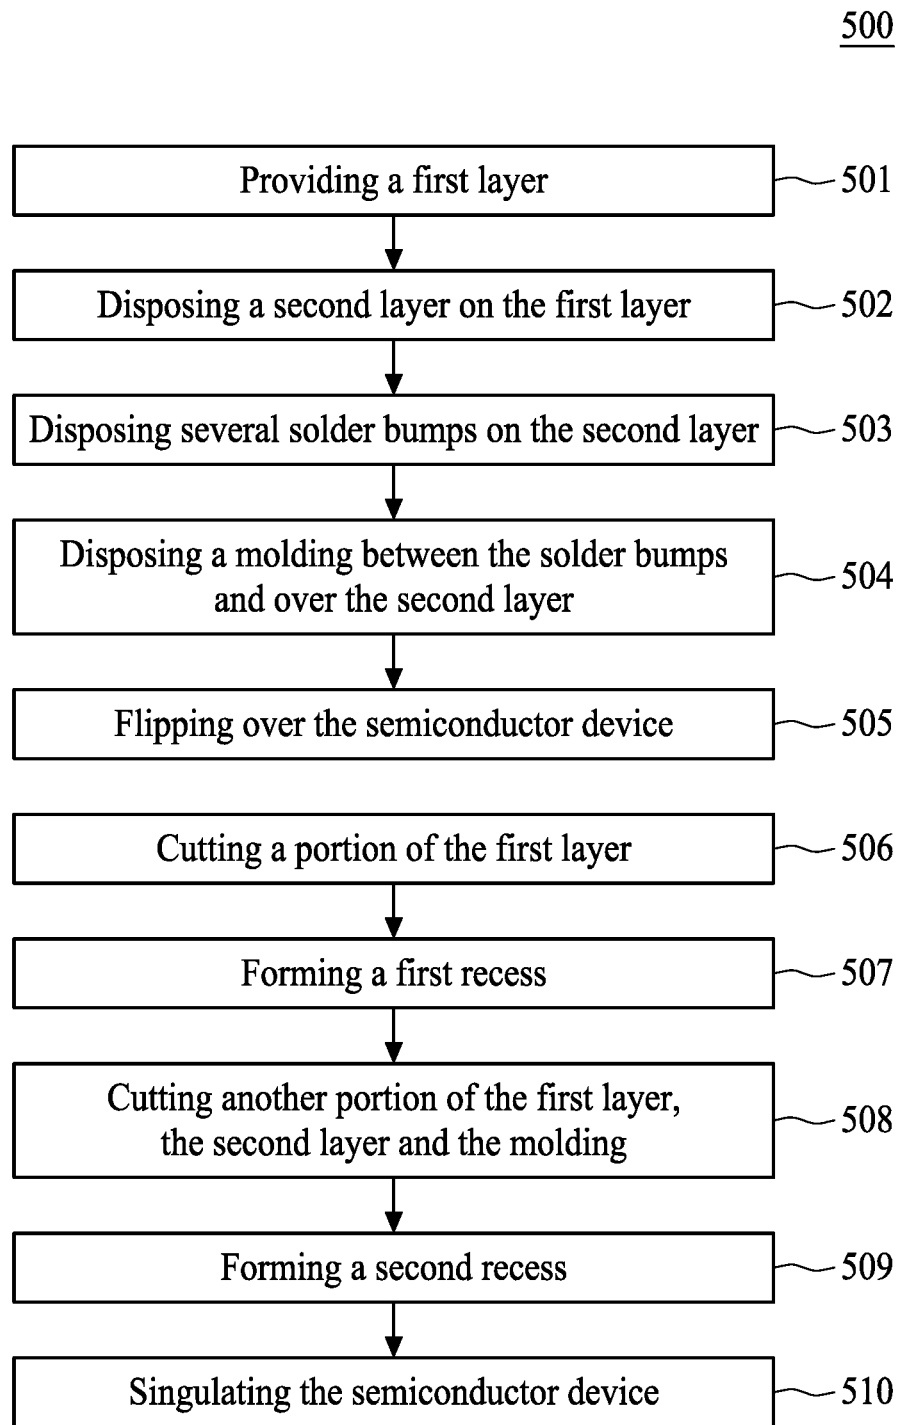 500
Providing a first layer
501
Disposing a second layer on the first layer
502
Disposing several solder bumps on the second layer
503
Disposing a molding between the solder bumps
and over the second layer
504
Flipping over the semiconductor device
505
Cutting a portion of the first layer
506
Forming a first recess
507
Cutting another portion of the first layer,
the second layer and the molding
508
Forming a second recess
509
Singulating the semiconductor device
510